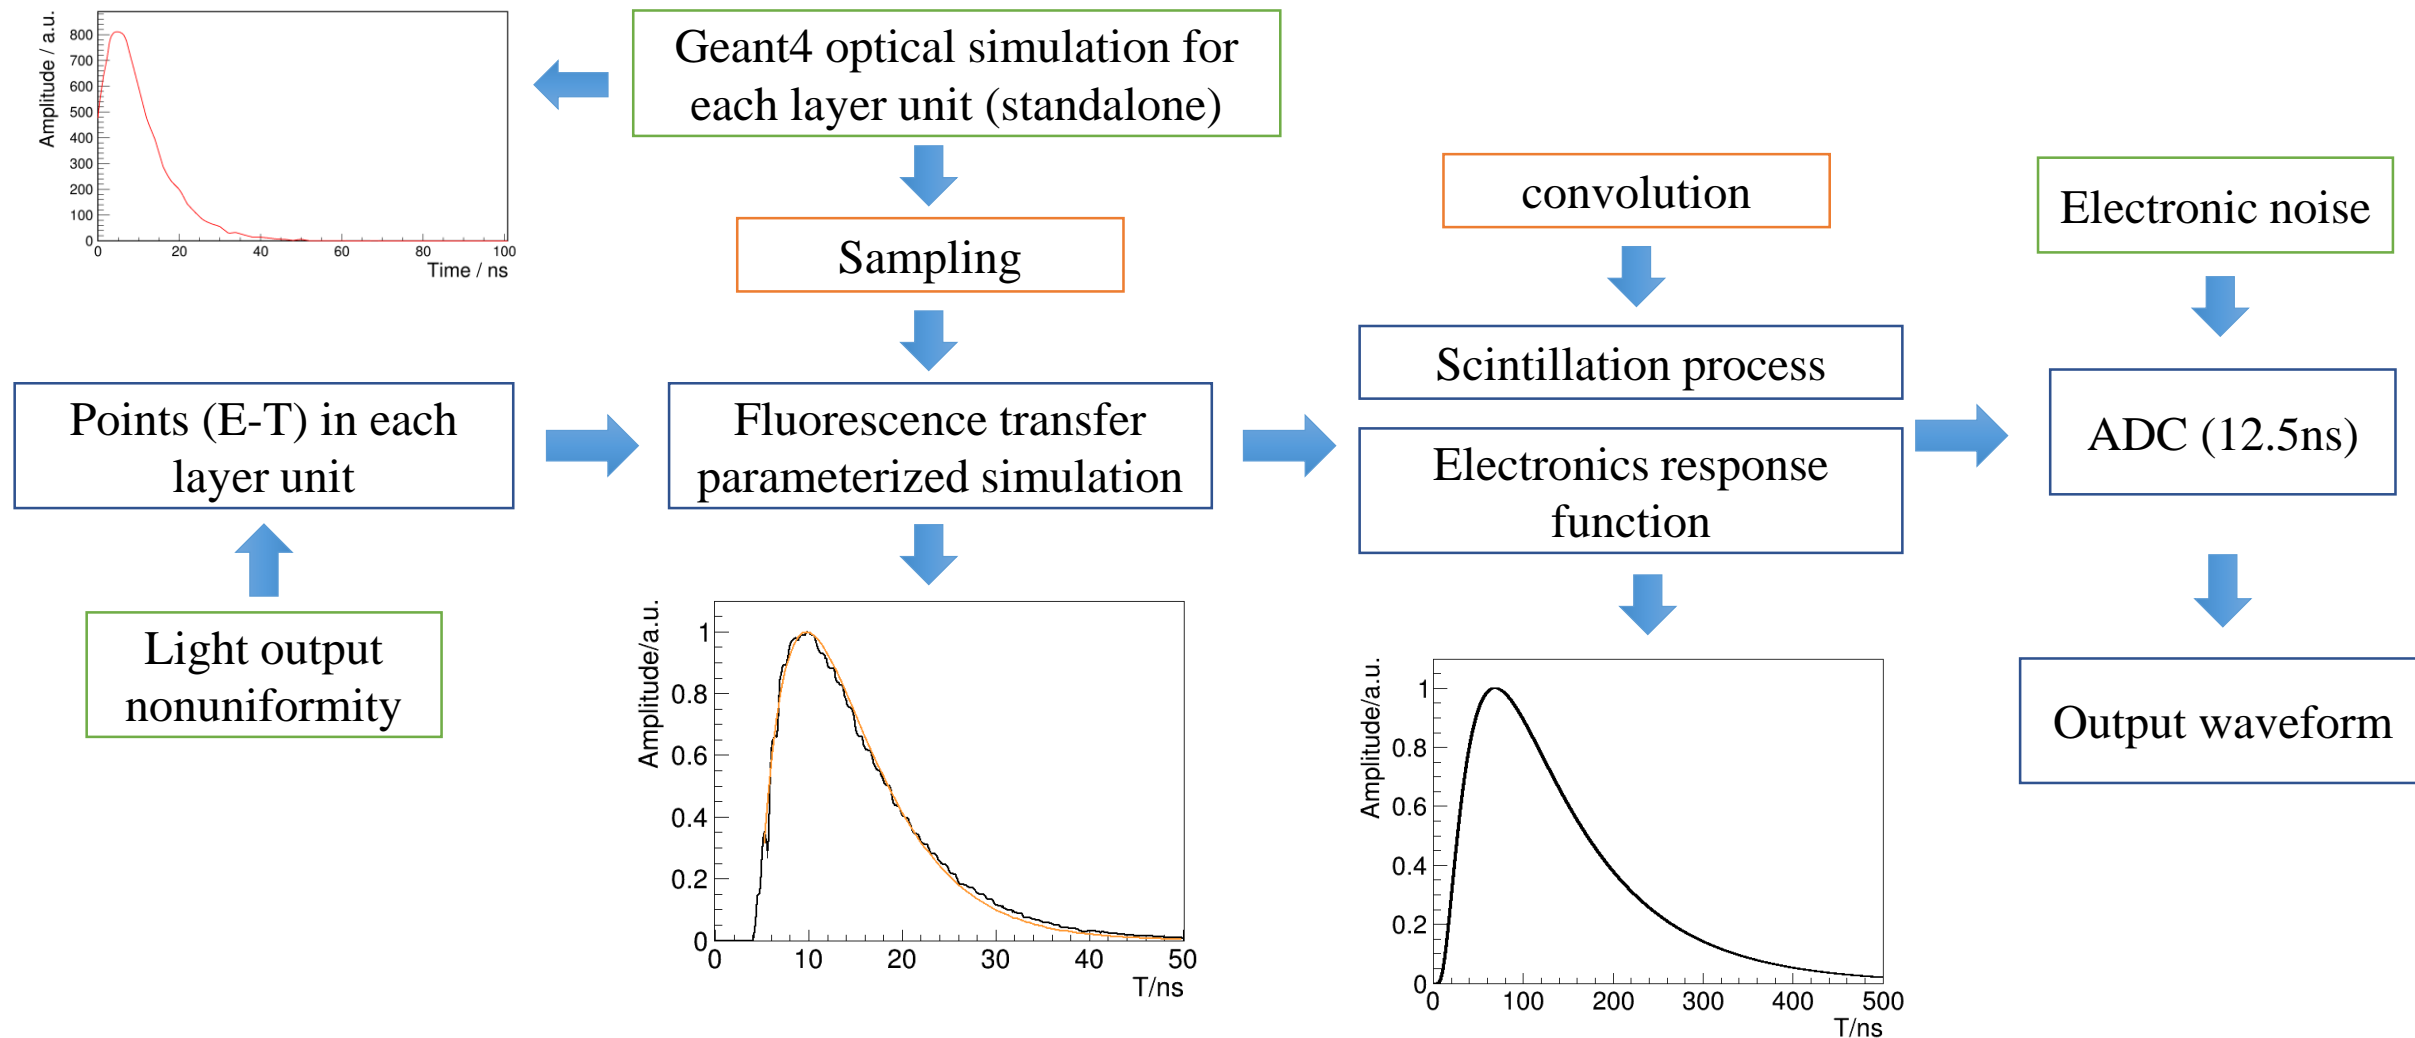 Amplitude / a.u.
800
700
600
500
400
300
200
100
0
0 20 40 60 80 100
Time / ns
Geant4 optical simulation for
each layer unit (standalone)
Sampling
convolution
Electronic noise
Points (E-T) in each
layer unit
Fluorescence transfer
parameterized simulation
Scintillation process
Electronics response
function
ADC (12.5ns)
Light output
nonuniformity
Amplitude/a.u.
1
0.8
0.6
0.4
0.2
0
0 10 20 30 40 50
T/ns
Amplitude/a.u.
1
0.8
0.6
0.4
0.2
0
0 100 200 300 400 500
T/ns
Output waveform